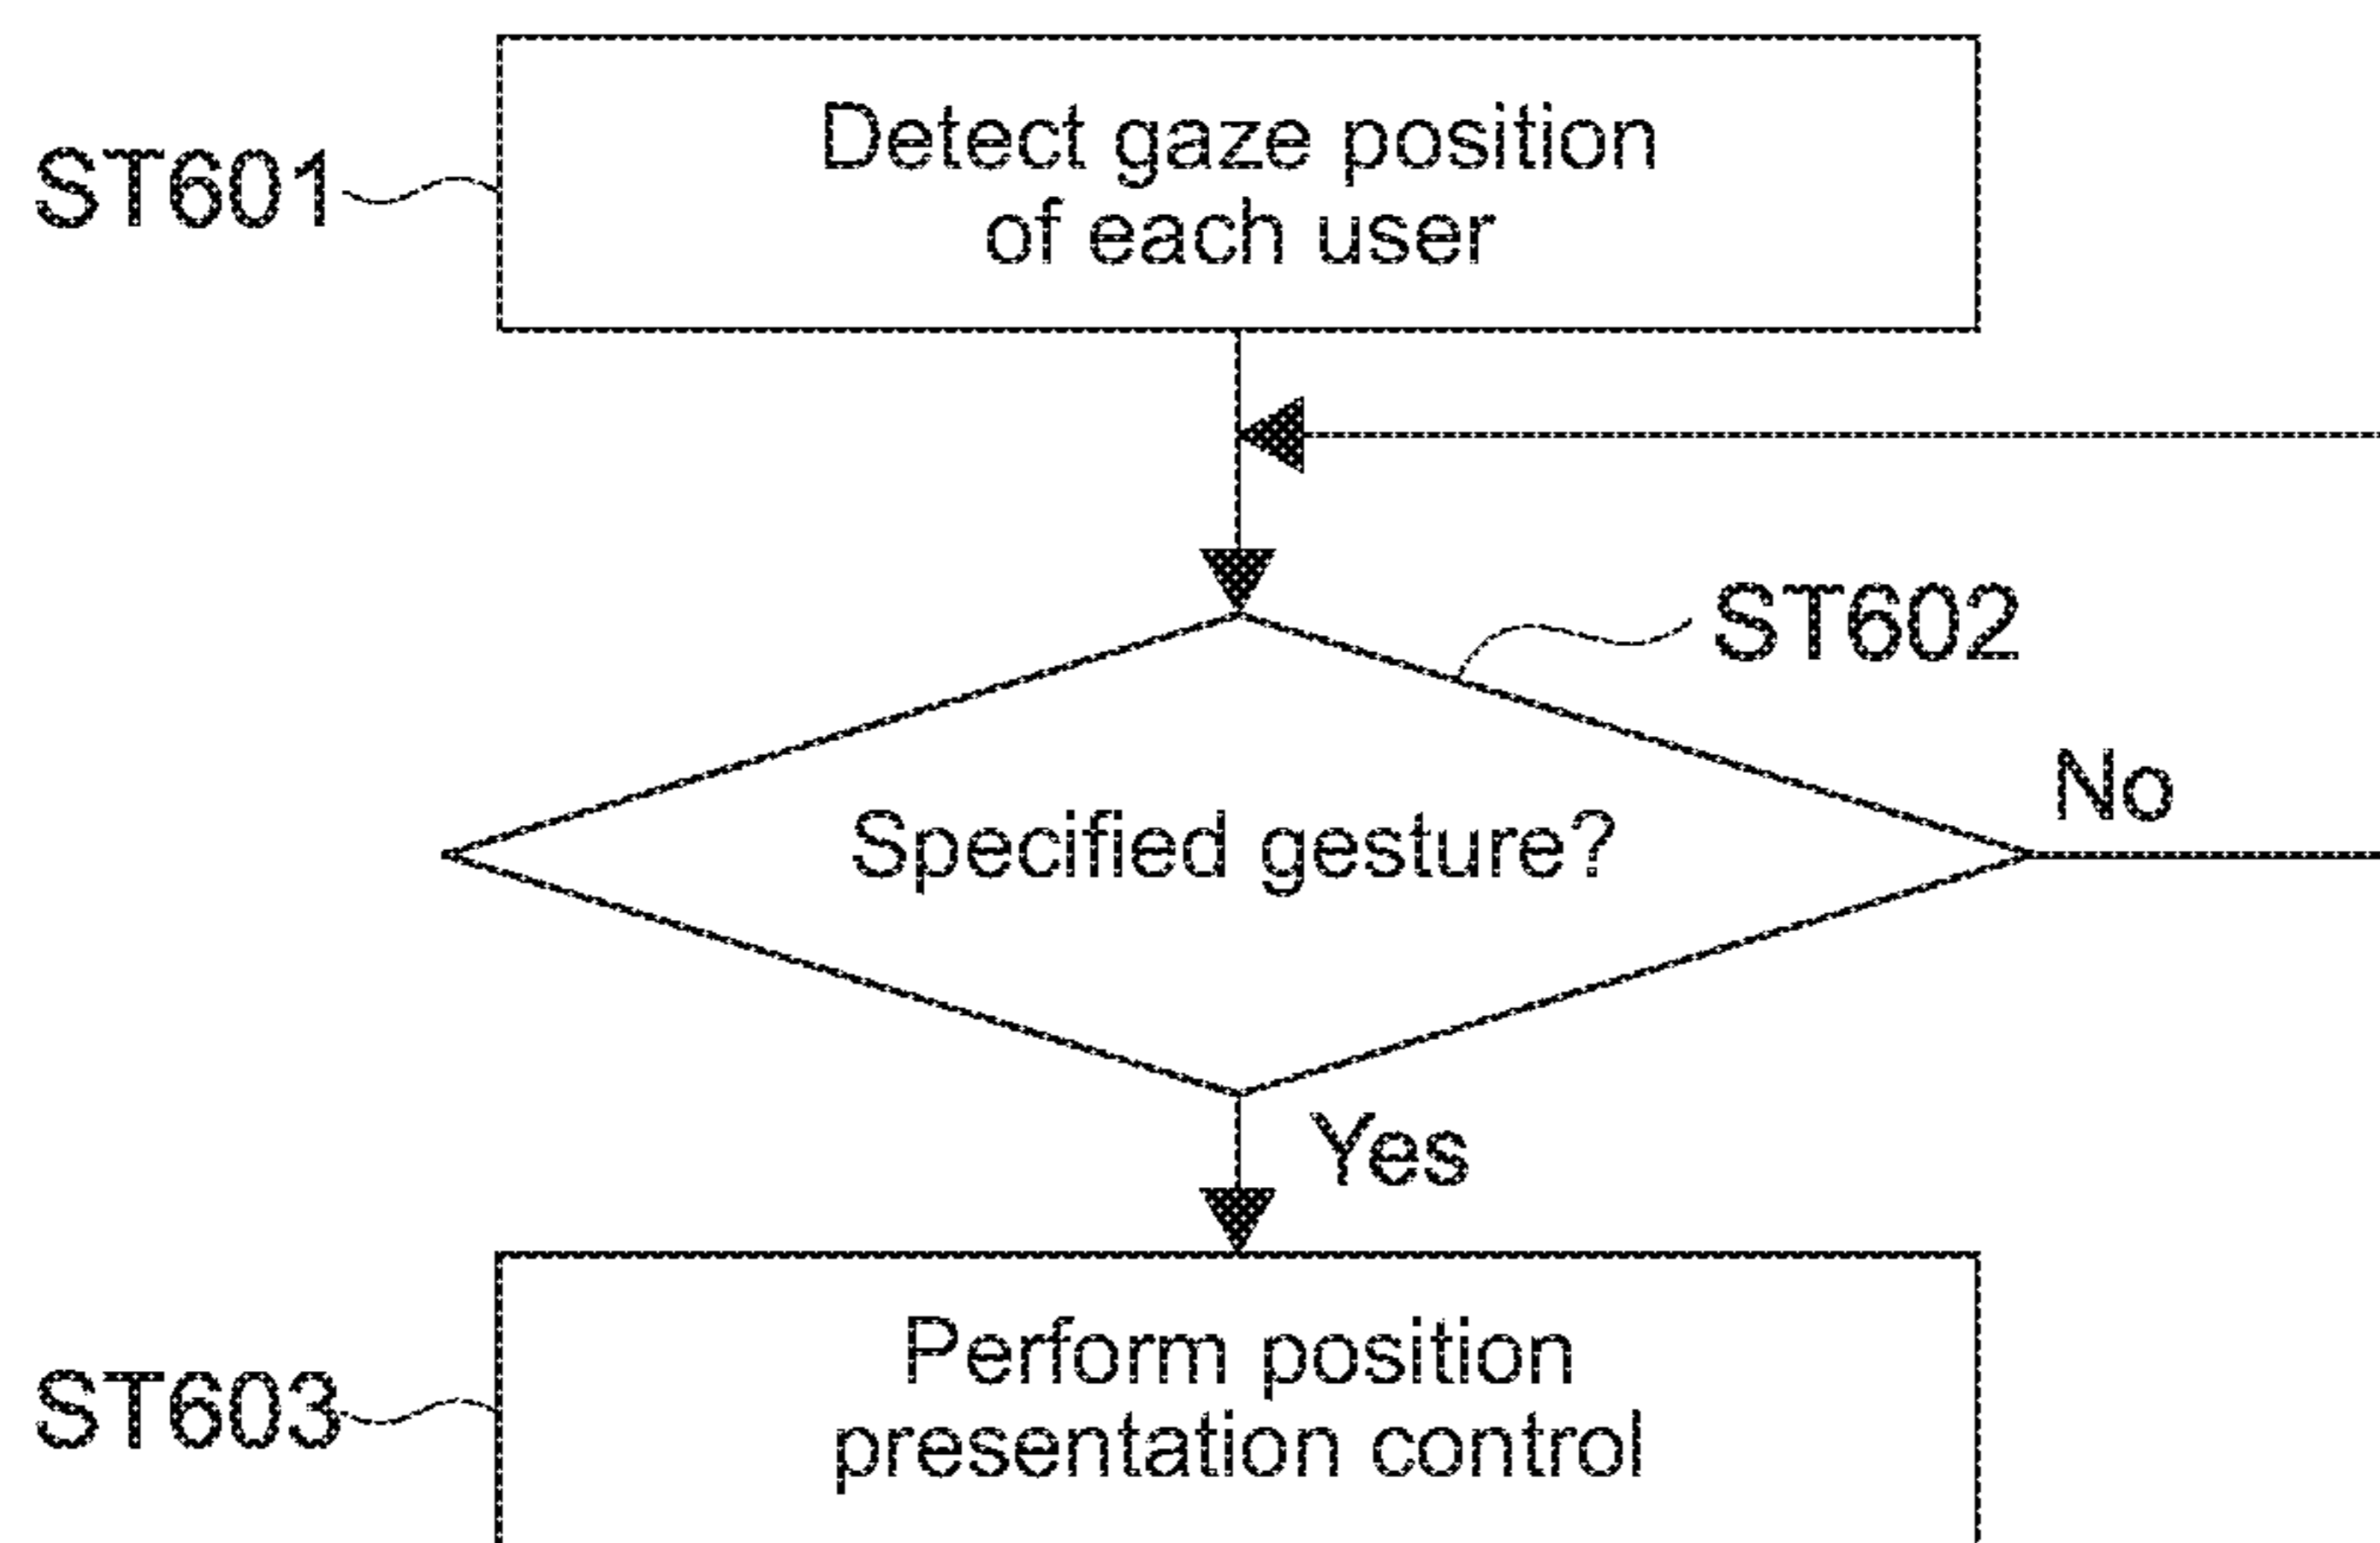 ST601
Detect gaze position
of each user
ST602
No
Specified gesture?
Yes
ST603
Perform position
presentation control